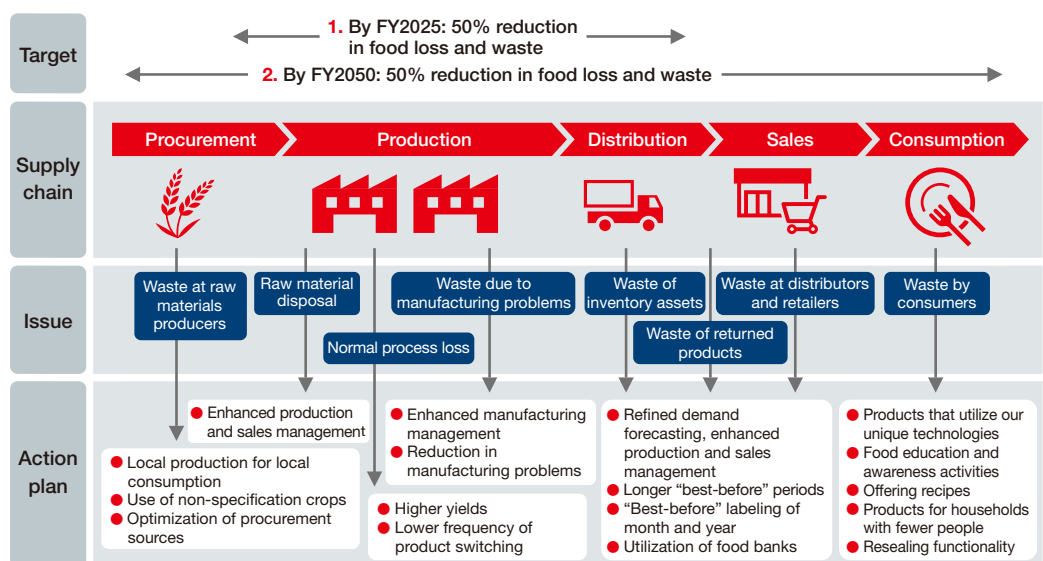 Target
1. By FY2025: 50% reduction
in food loss and waste
2. By FY2050: 50% reduction in food loss and waste
Supply
chain
Procurement
Production
Distribution
Sales
Consumption
Issue
Waste at raw
materials
producers
Raw material
disposal
Normal process loss
Waste due to
manufacturing problems
Waste of
inventory assets
Waste of returned
products
Waste at distributors
and retailers
Waste by
consumers
Action
plan
● Enhanced production
and sales management
● Local production for local
consumption
● Use of non-specification crops
● Optimization of procurement
sources
● Enhanced manufacturing
management
● Reduction in
manufacturing problems
● Higher yields
● Lower frequency of
product switching
● Refined demand
forecasting, enhanced
production and sales
management
● Longer “best-before” periods
● “Best-before” labeling of
month and year
● Utilization of food banks
● Products that utilize our
unique technologies
● Food education and
awareness activities
● Offering recipes
● Products for households
with fewer people
● Resealing functionality